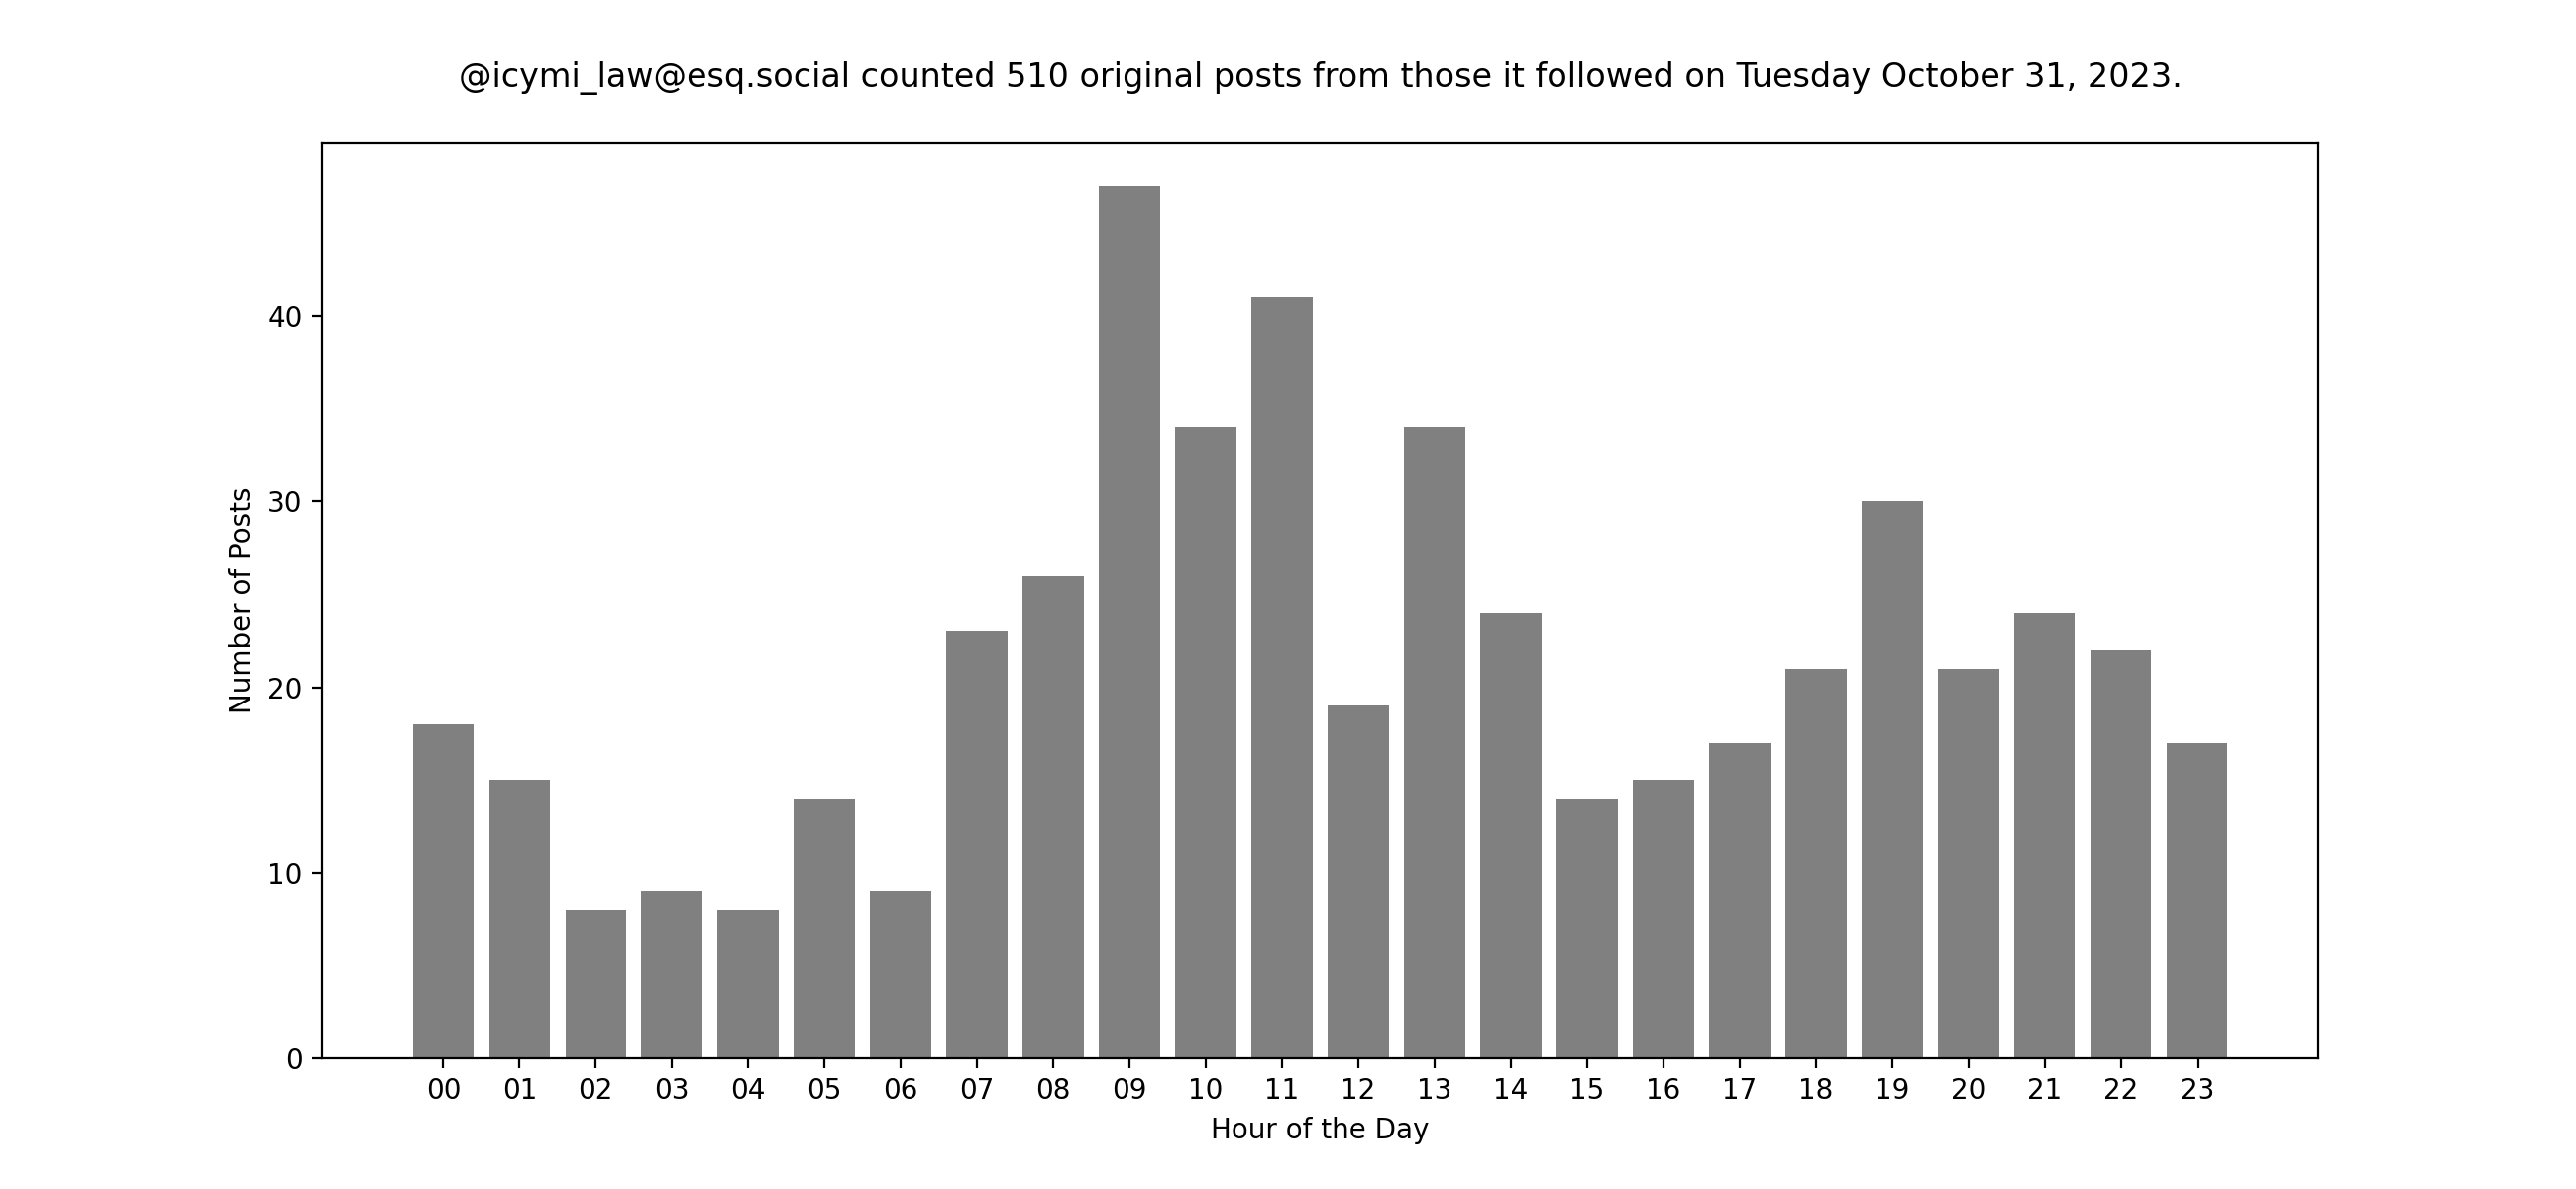 @icymi_law@esq.social counted 510 original posts from those it followed on Tuesday October 31, 2023.
40
30
20
10
0
Number of Posts
00 01 02 03 04 05 06 07 08 09 10 11 12 13 14 15 16 17 18 19 20 21 22 23
Hour of the Day